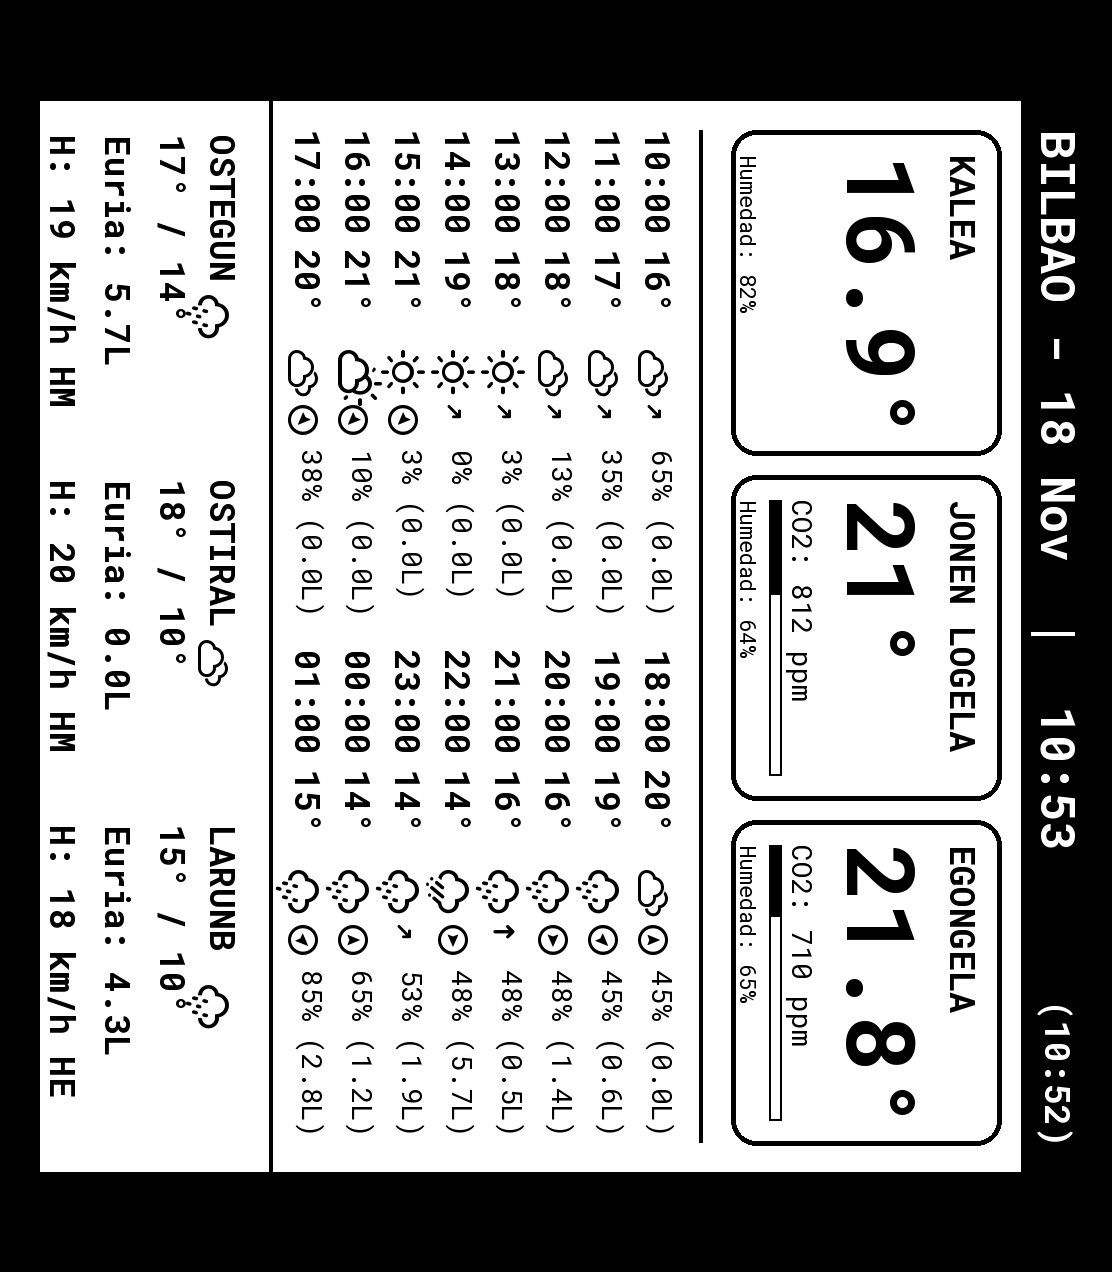 BILBAO - 18 Nov | 10:53 (10:52)
KALEA
16.9°
Humedad: 82%
JONEN LOGELA
21°
CO2: 812 ppm
Humedad: 64%
EGONGELA
21.8°
CO2: 710 ppm
Humedad: 65%
10:00 16° ↗ 65% (0.0L)
11:00 17° ↗ 35% (0.0L)
12:00 18° ↗ 13% (0.0L)
13:00 18° ↗ 3% (0.0L)
14:00 19° ↗ 0% (0.0L)
15:00 21° 3% (0.0L)
16:00 21° 10% (0.0L)
17:00 20° 38% (0.0L)
18:00 20° 45% (0.0L)
19:00 19° 45% (0.6L)
20:00 16° 48% (1.4L)
21:00 16° ↑ 48% (0.5L)
22:00 14° 48% (5.7L)
23:00 14° ↗ 53% (1.9L)
00:00 14° 65% (1.2L)
01:00 15° 85% (2.8L)
OSTEGUN
17° / 14°
Euria: 5.7L
H: 19 km/h HM
OSTIRAL
18° / 10°
Euria: 0.0L
H: 20 km/h HM
LARUNB
15° / 10°
Euria: 4.3L
H: 18 km/h HE